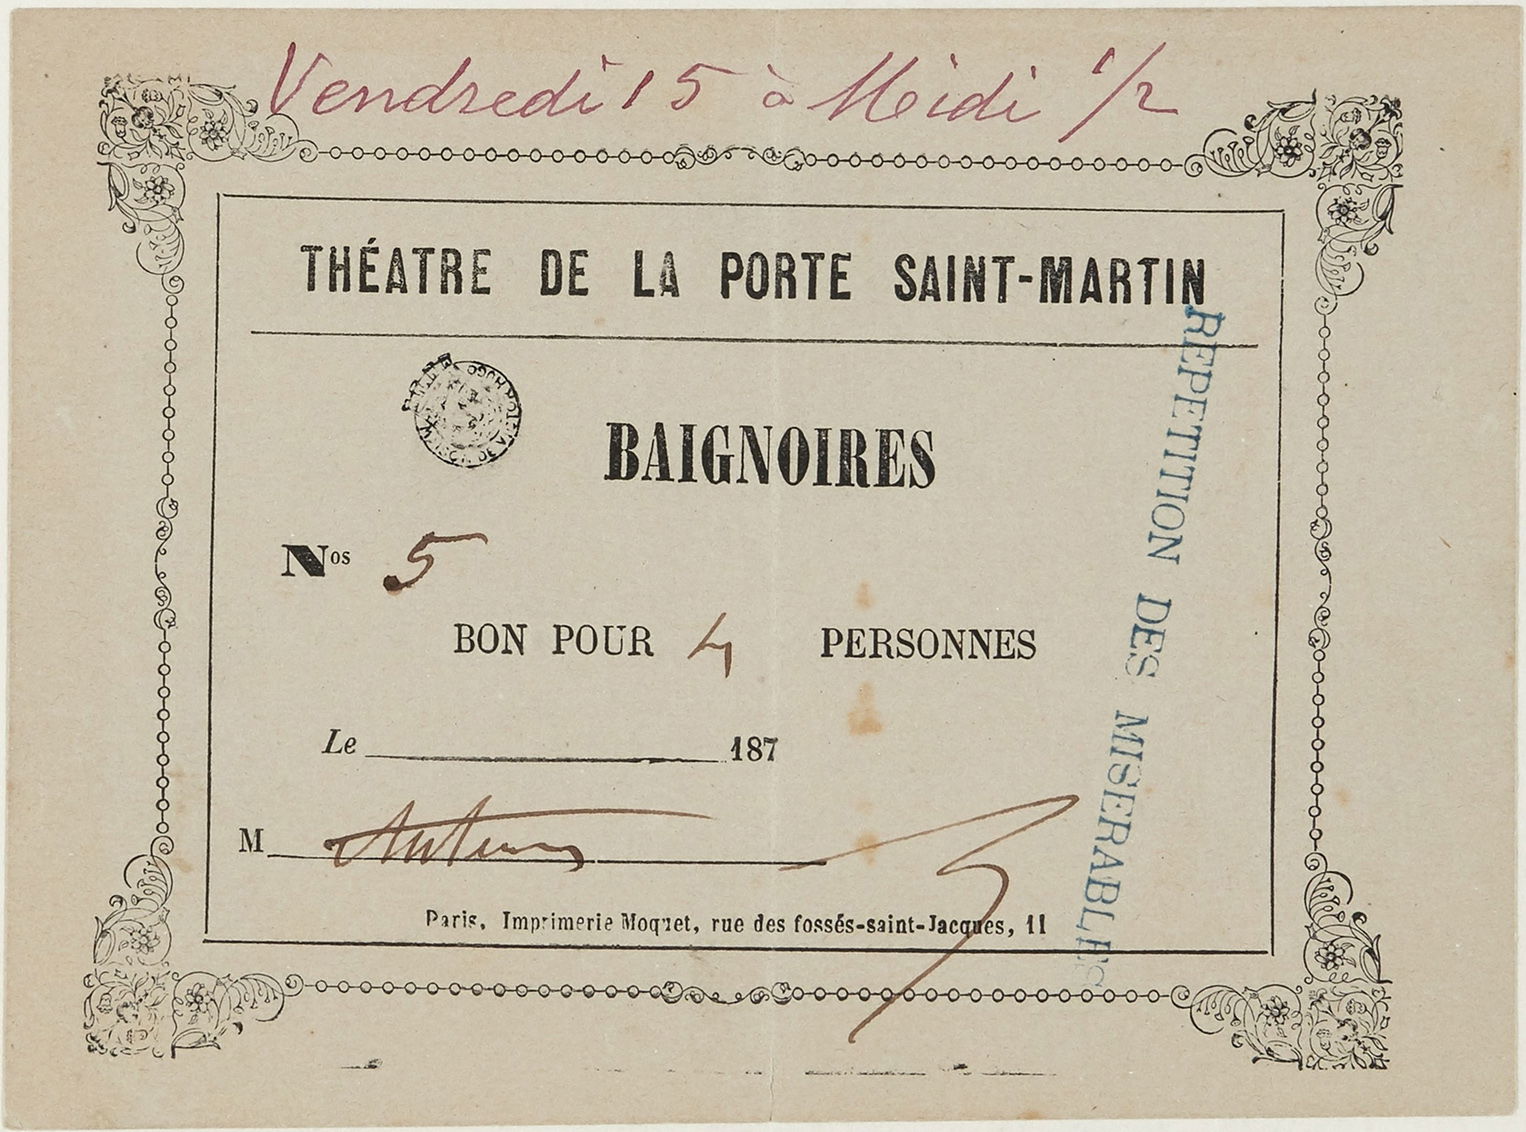 Vendredi 15 à Midi 1/2
THÉATRE DE LA PORTE SAINT-MARTIN
BAIGNOIRES
Nos 5
BON POUR 4 PERSONNES
Le 187
M
Paris, Imprimerie Moquet, rue des fossés-saint-Jacques, 11
REPETITION DES MISERABLES